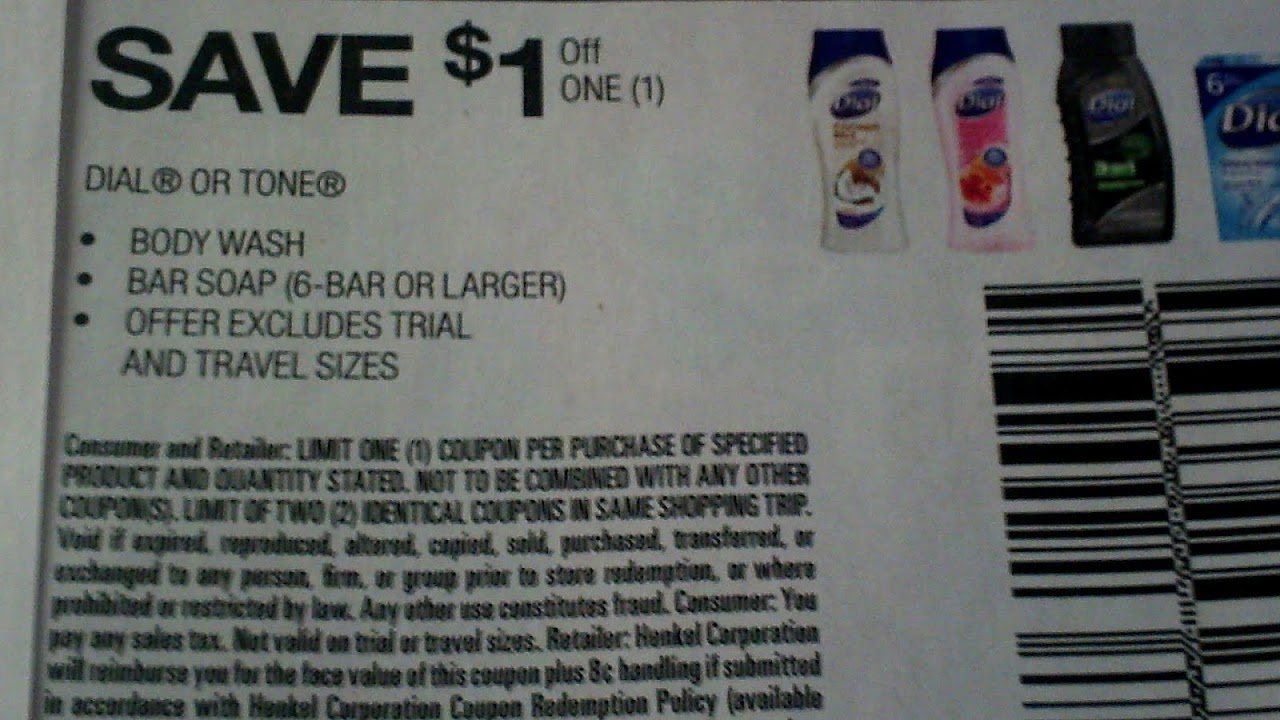 SAVE $1 Off
ONE (1)
DIAL® OR TONE®
• BODY WASH
• BAR SOAP (6-BAR OR LARGER)
• OFFER EXCLUDES TRIAL
AND TRAVEL SIZES
Consumer and Retailer: LIMIT ONE (1) COUPON PER PURCHASE OF SPECIFIED
PRODUCT AND QUANTITY STATED. NOT TO BE COMBINED WITH ANY OTHER
COUPON(S). LIMIT OF TWO (2) IDENTICAL COUPONS IN SAME SHOPPING TRIP.
Void if expired, reproduced, altered, copied, sold, purchased, transferred, or
exchanged to any person, firm, or group prior to store redemption, or where
prohibited or restricted by law. Any other use constitutes fraud. Consumer: You
pay any sales tax. Not valid on trial or travel sizes. Retailer: Henkel Corporation
will reimburse you for the face value of this coupon plus 8c handling if submitted
in accordance with Henkel Corporation Coupon Redemption Policy (available
Dial
Dial
Dial
6
Dia